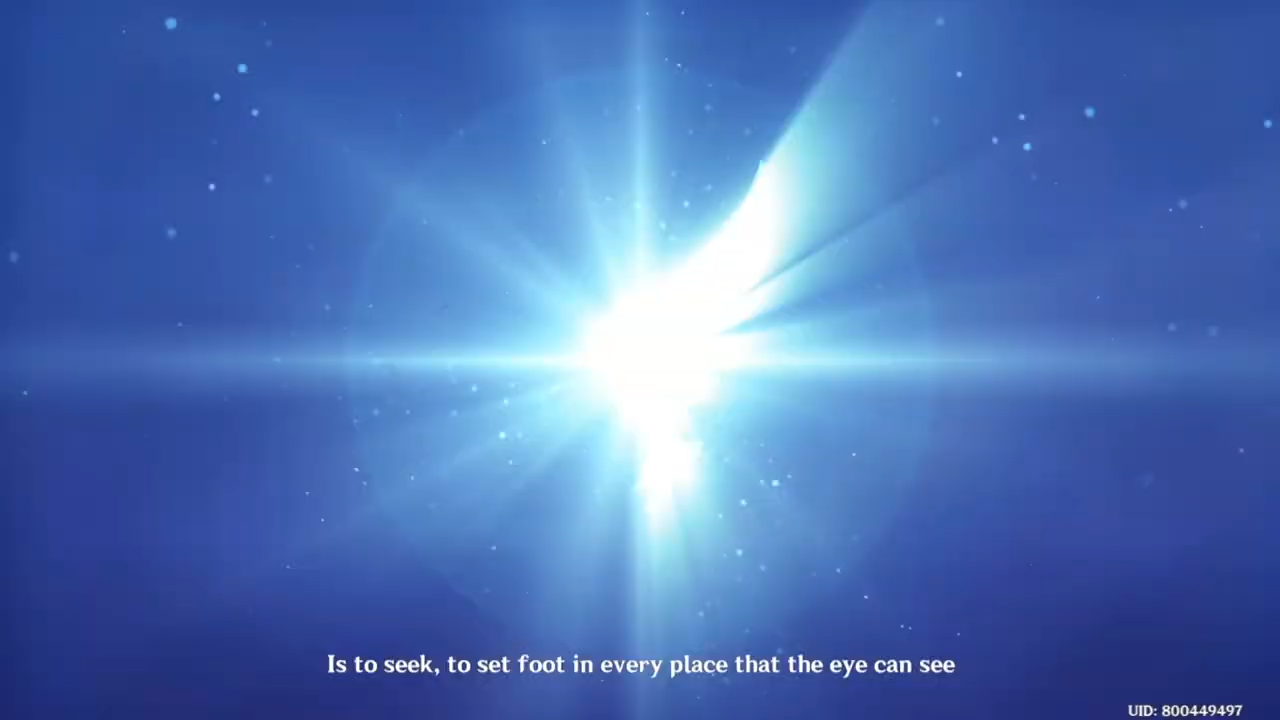 Is to seek, to set foot in every place that the eye can see
UID: 800449497